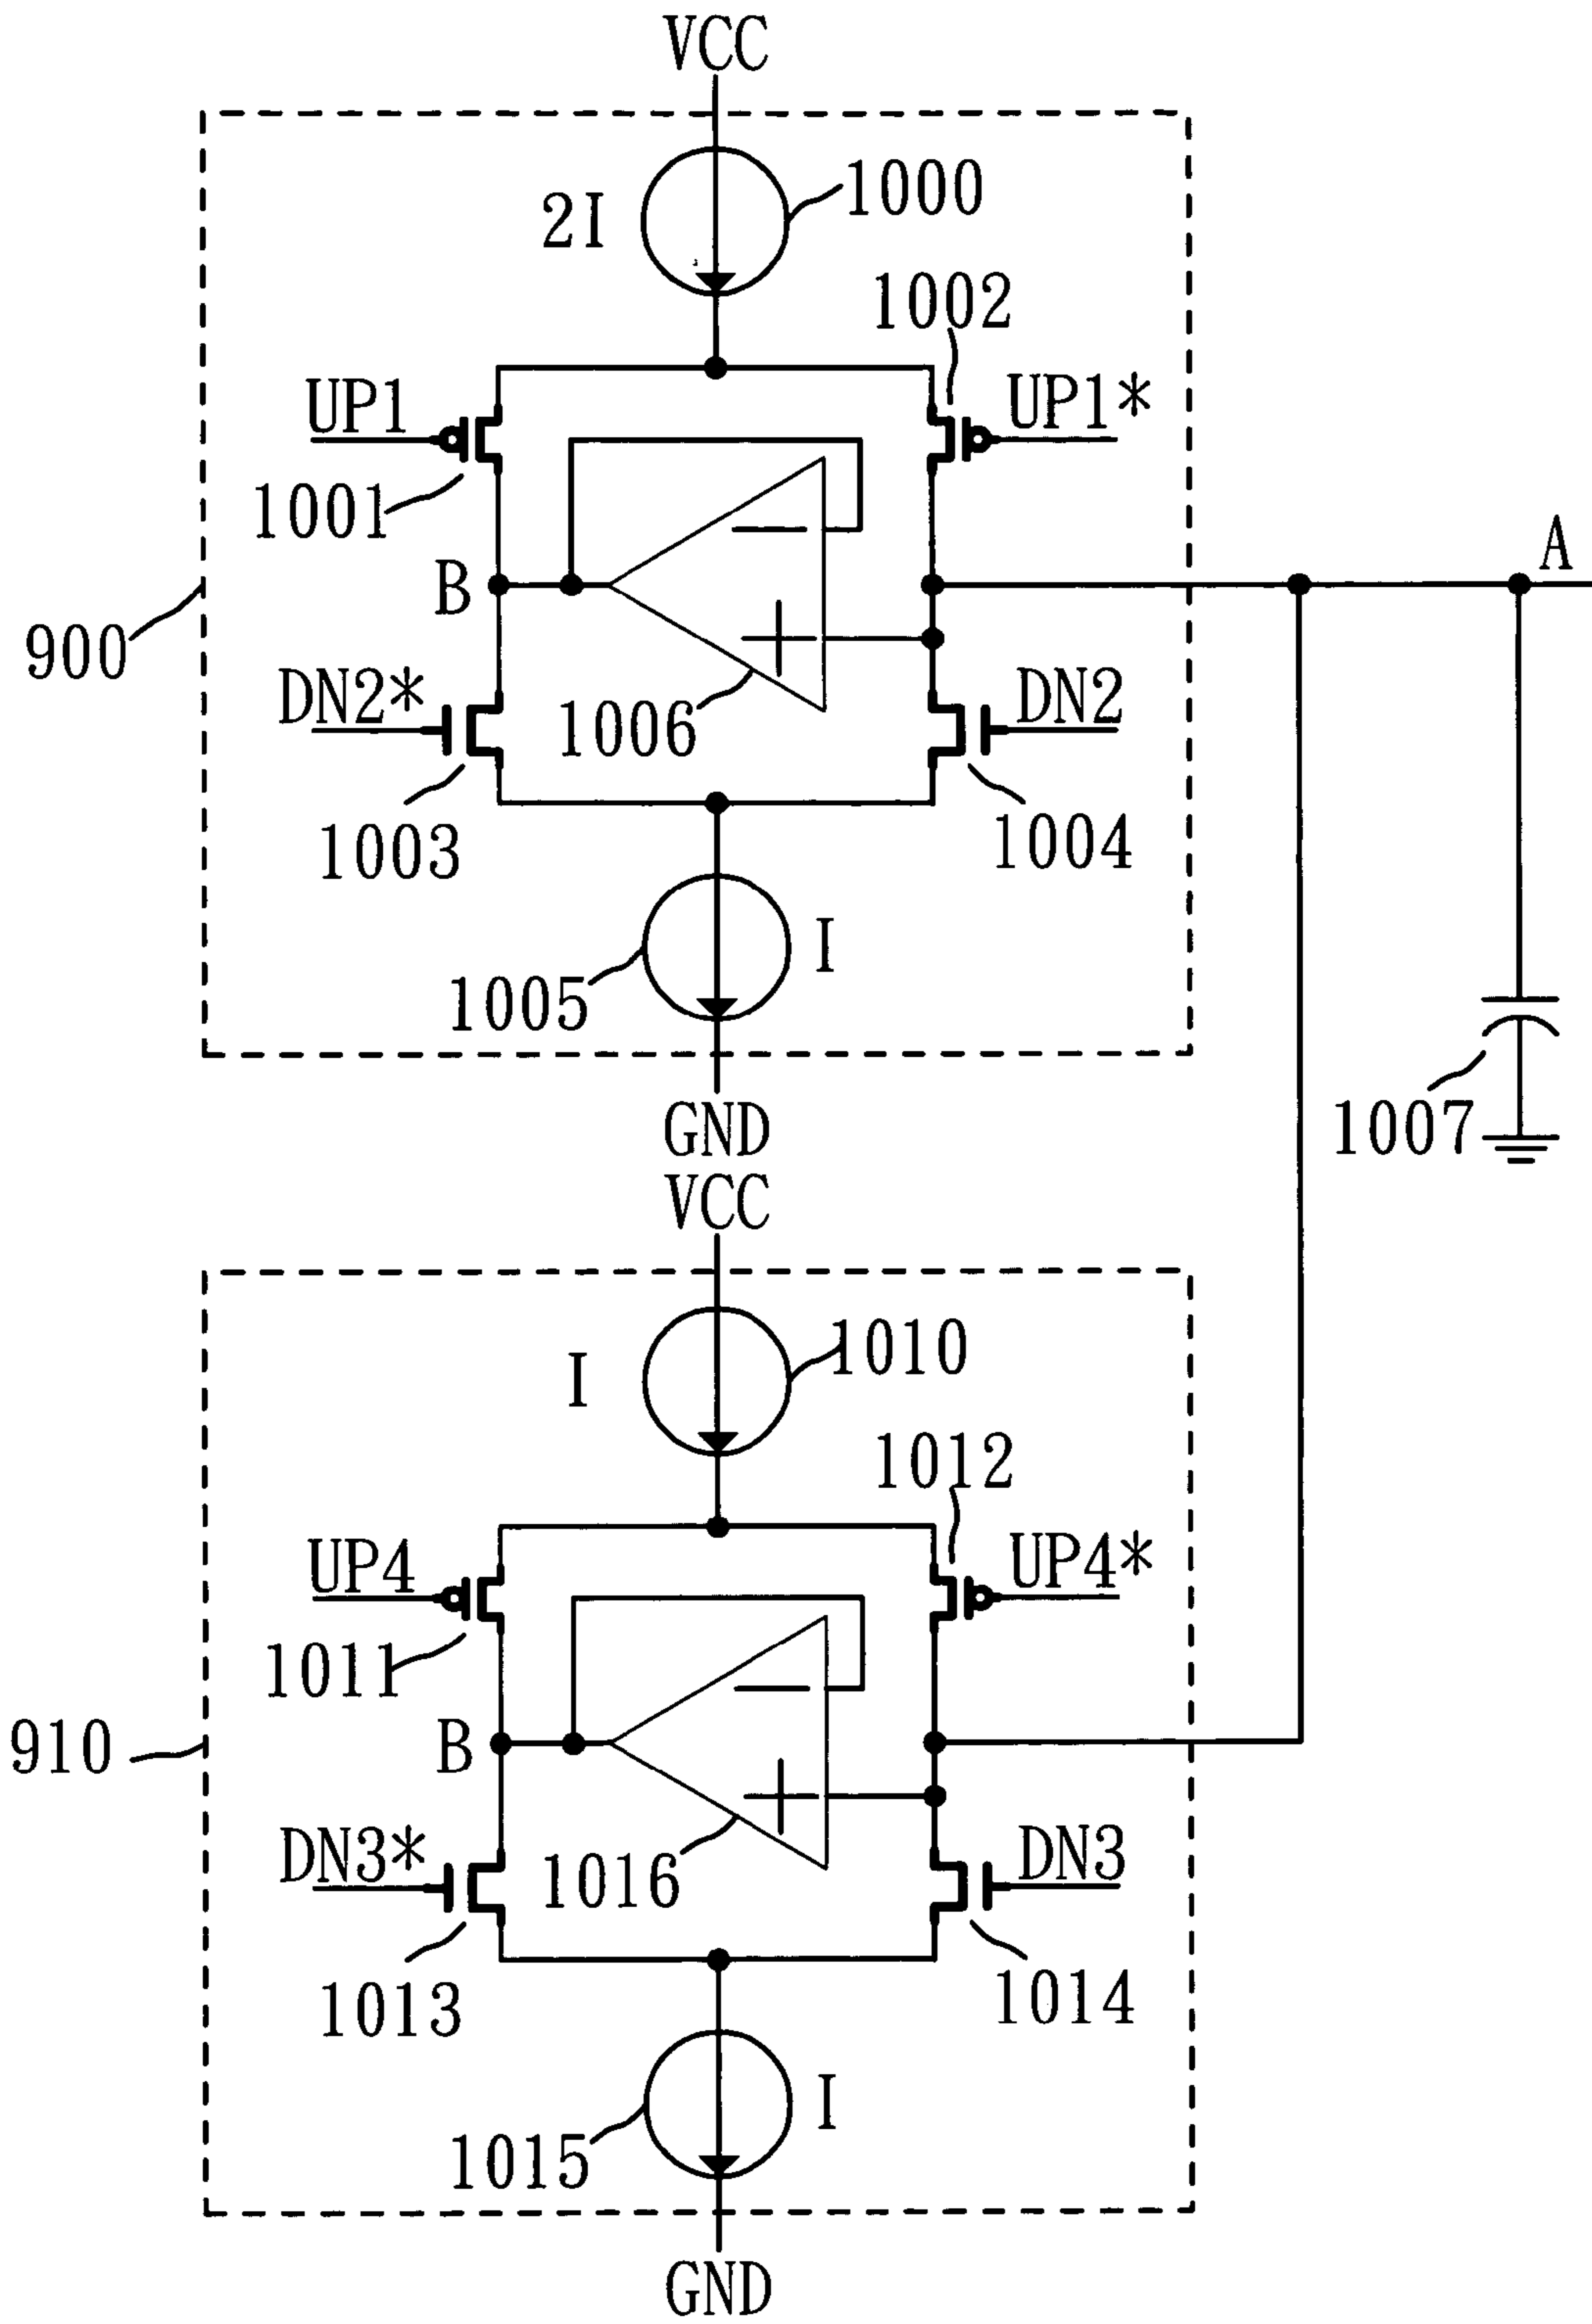 VCC
2I
1000
1002
UP1
UP1*
1001
A
B
900
DN2*
DN2
1006
1003
1004
I
1005
GND
1007
VCC
1010
I
1012
UP4
UP4*
1011
B
910
DN3*
DN3
1016
1013
1014
I
1015
GND